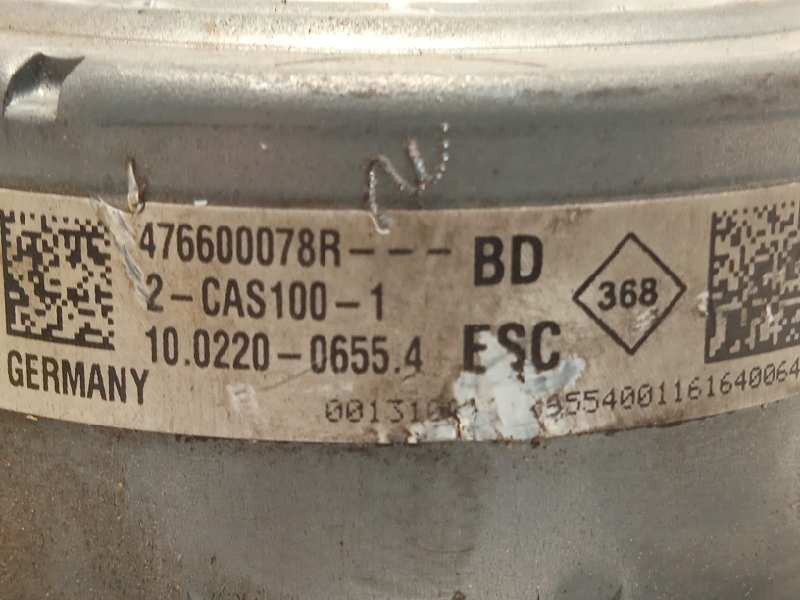 476600078R--- BD
2-CAS100-1
368
10.0220-0655.4 ESC
GERMANY